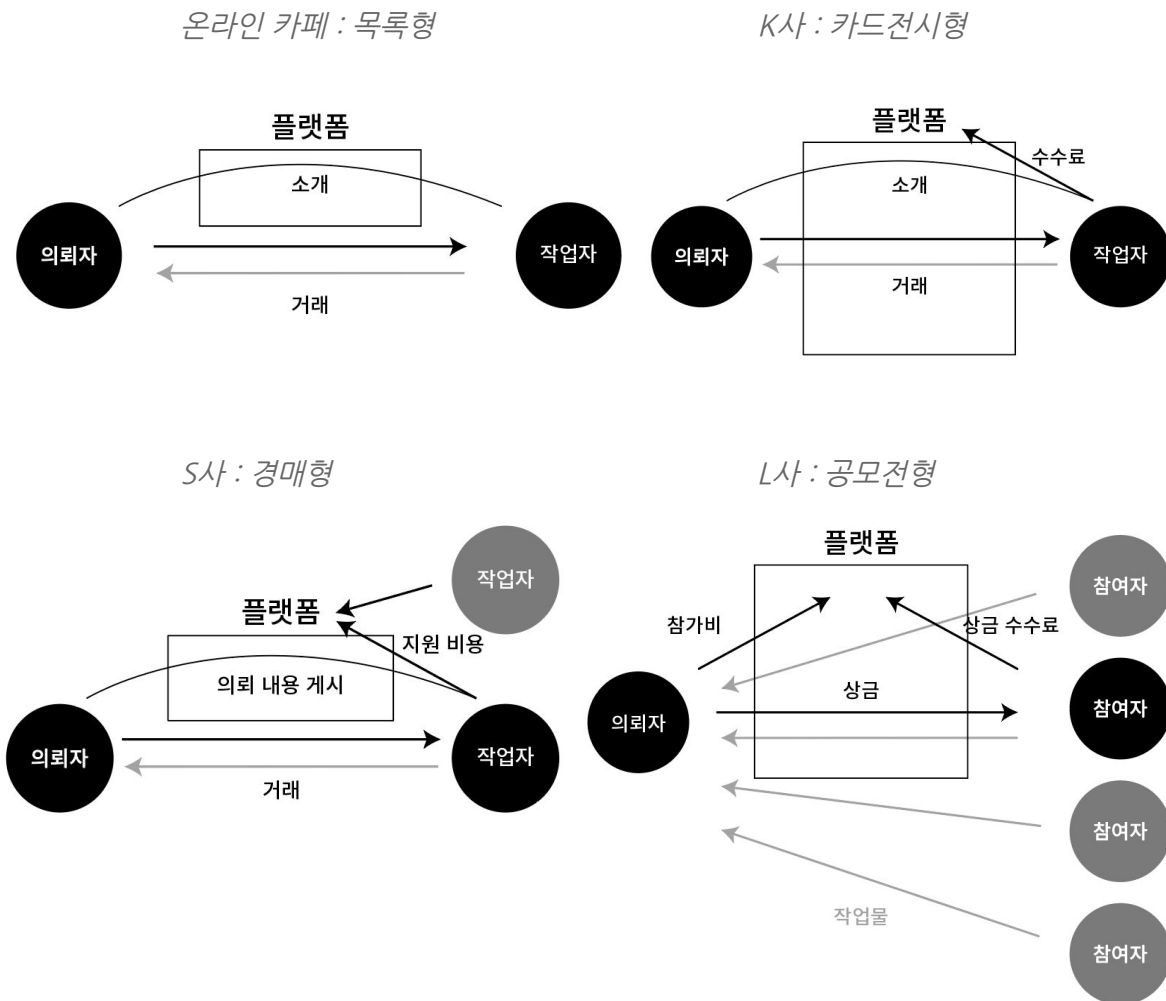 온라인 카페 : 목록형
플랫폼
소개
의뢰자
작업자
거래
K사 : 카드전시형
플랫폼
수수료
소개
의뢰자
작업자
거래
S사 : 경매형
작업자
플랫폼
지원 비용
의뢰 내용 게시
의뢰자
작업자
거래
L사 : 공모전형
플랫폼
참여자
참가비
상금 수수료
상금
의뢰자
참여자
참여자
작업물
참여자